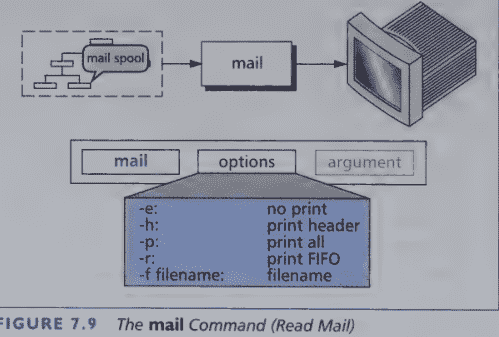 mail spool
mail
mail options argument
-e: no print
-h: print header
-p: print all
-r: print FIFO
-f filename: filename
FIGURE 7.9 The mail Command (Read Mail)